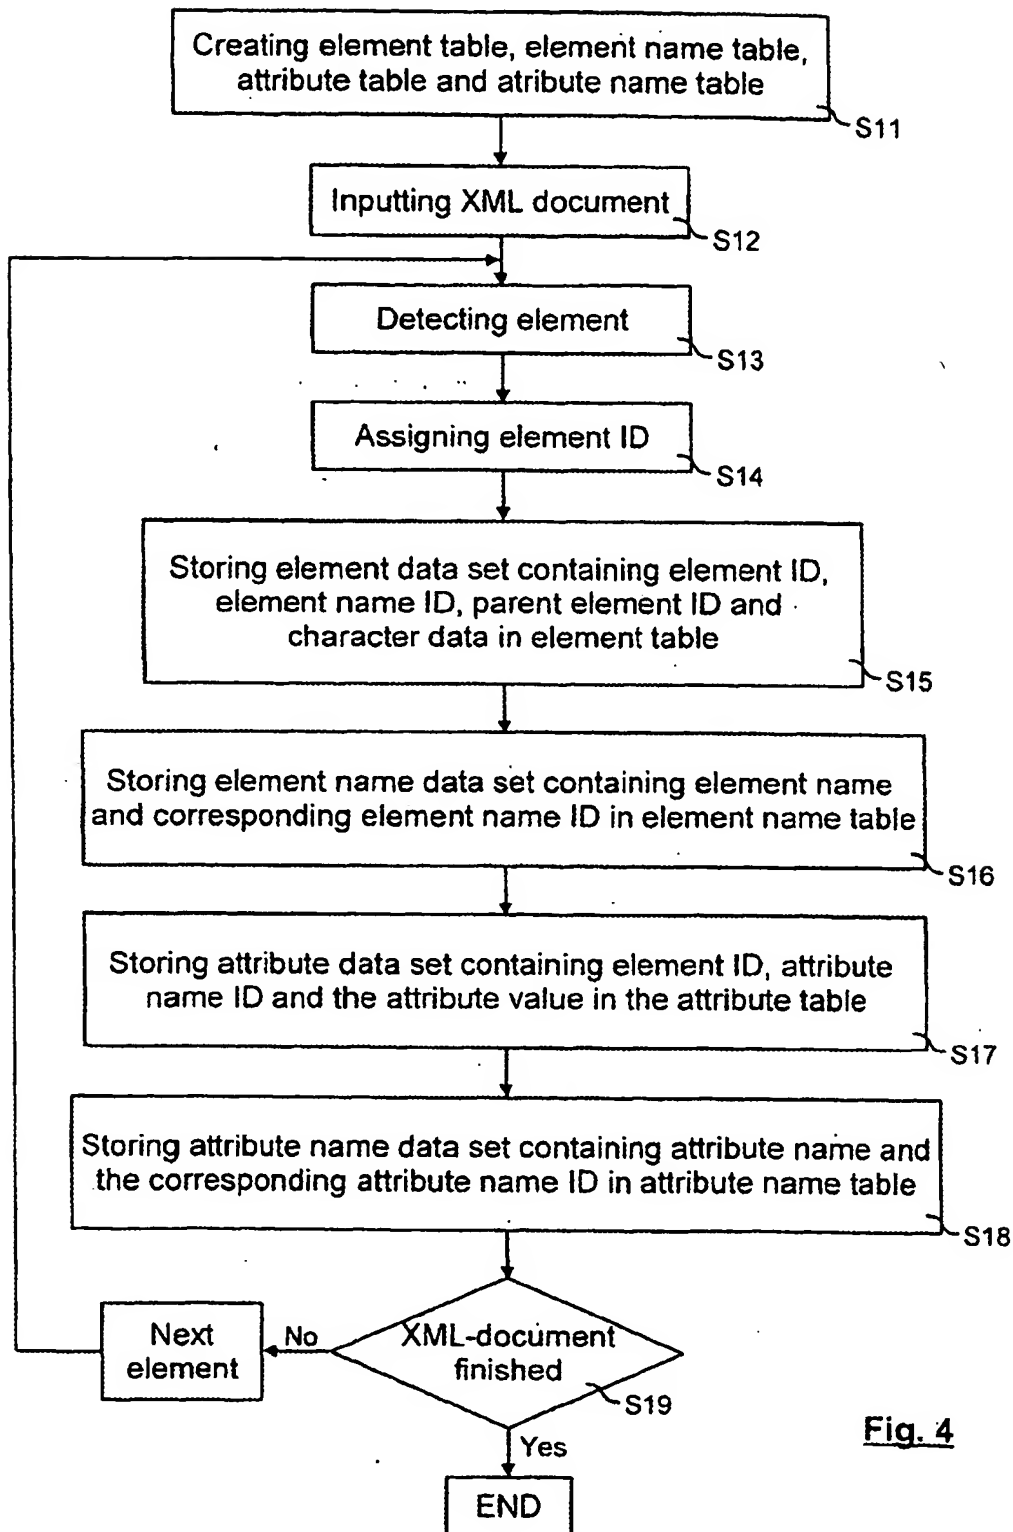 Creating element table, element name table,
attribute table and atribute name table
S11
Inputting XML document
S12
Detecting element
S13
Assigning element ID
S14
Storing element data set containing element ID,
element name ID, parent element ID and
character data in element table
S15
Storing element name data set containing element name
and corresponding element name ID in element name table
S16
Storing attribute data set containing element ID, attribute
name ID and the attribute value in the attribute table
S17
Storing attribute name data set containing attribute name and
the corresponding attribute name ID in attribute name table
S18
Next
element
No
XML-document
finished
S19
Yes
Fig. 4
END